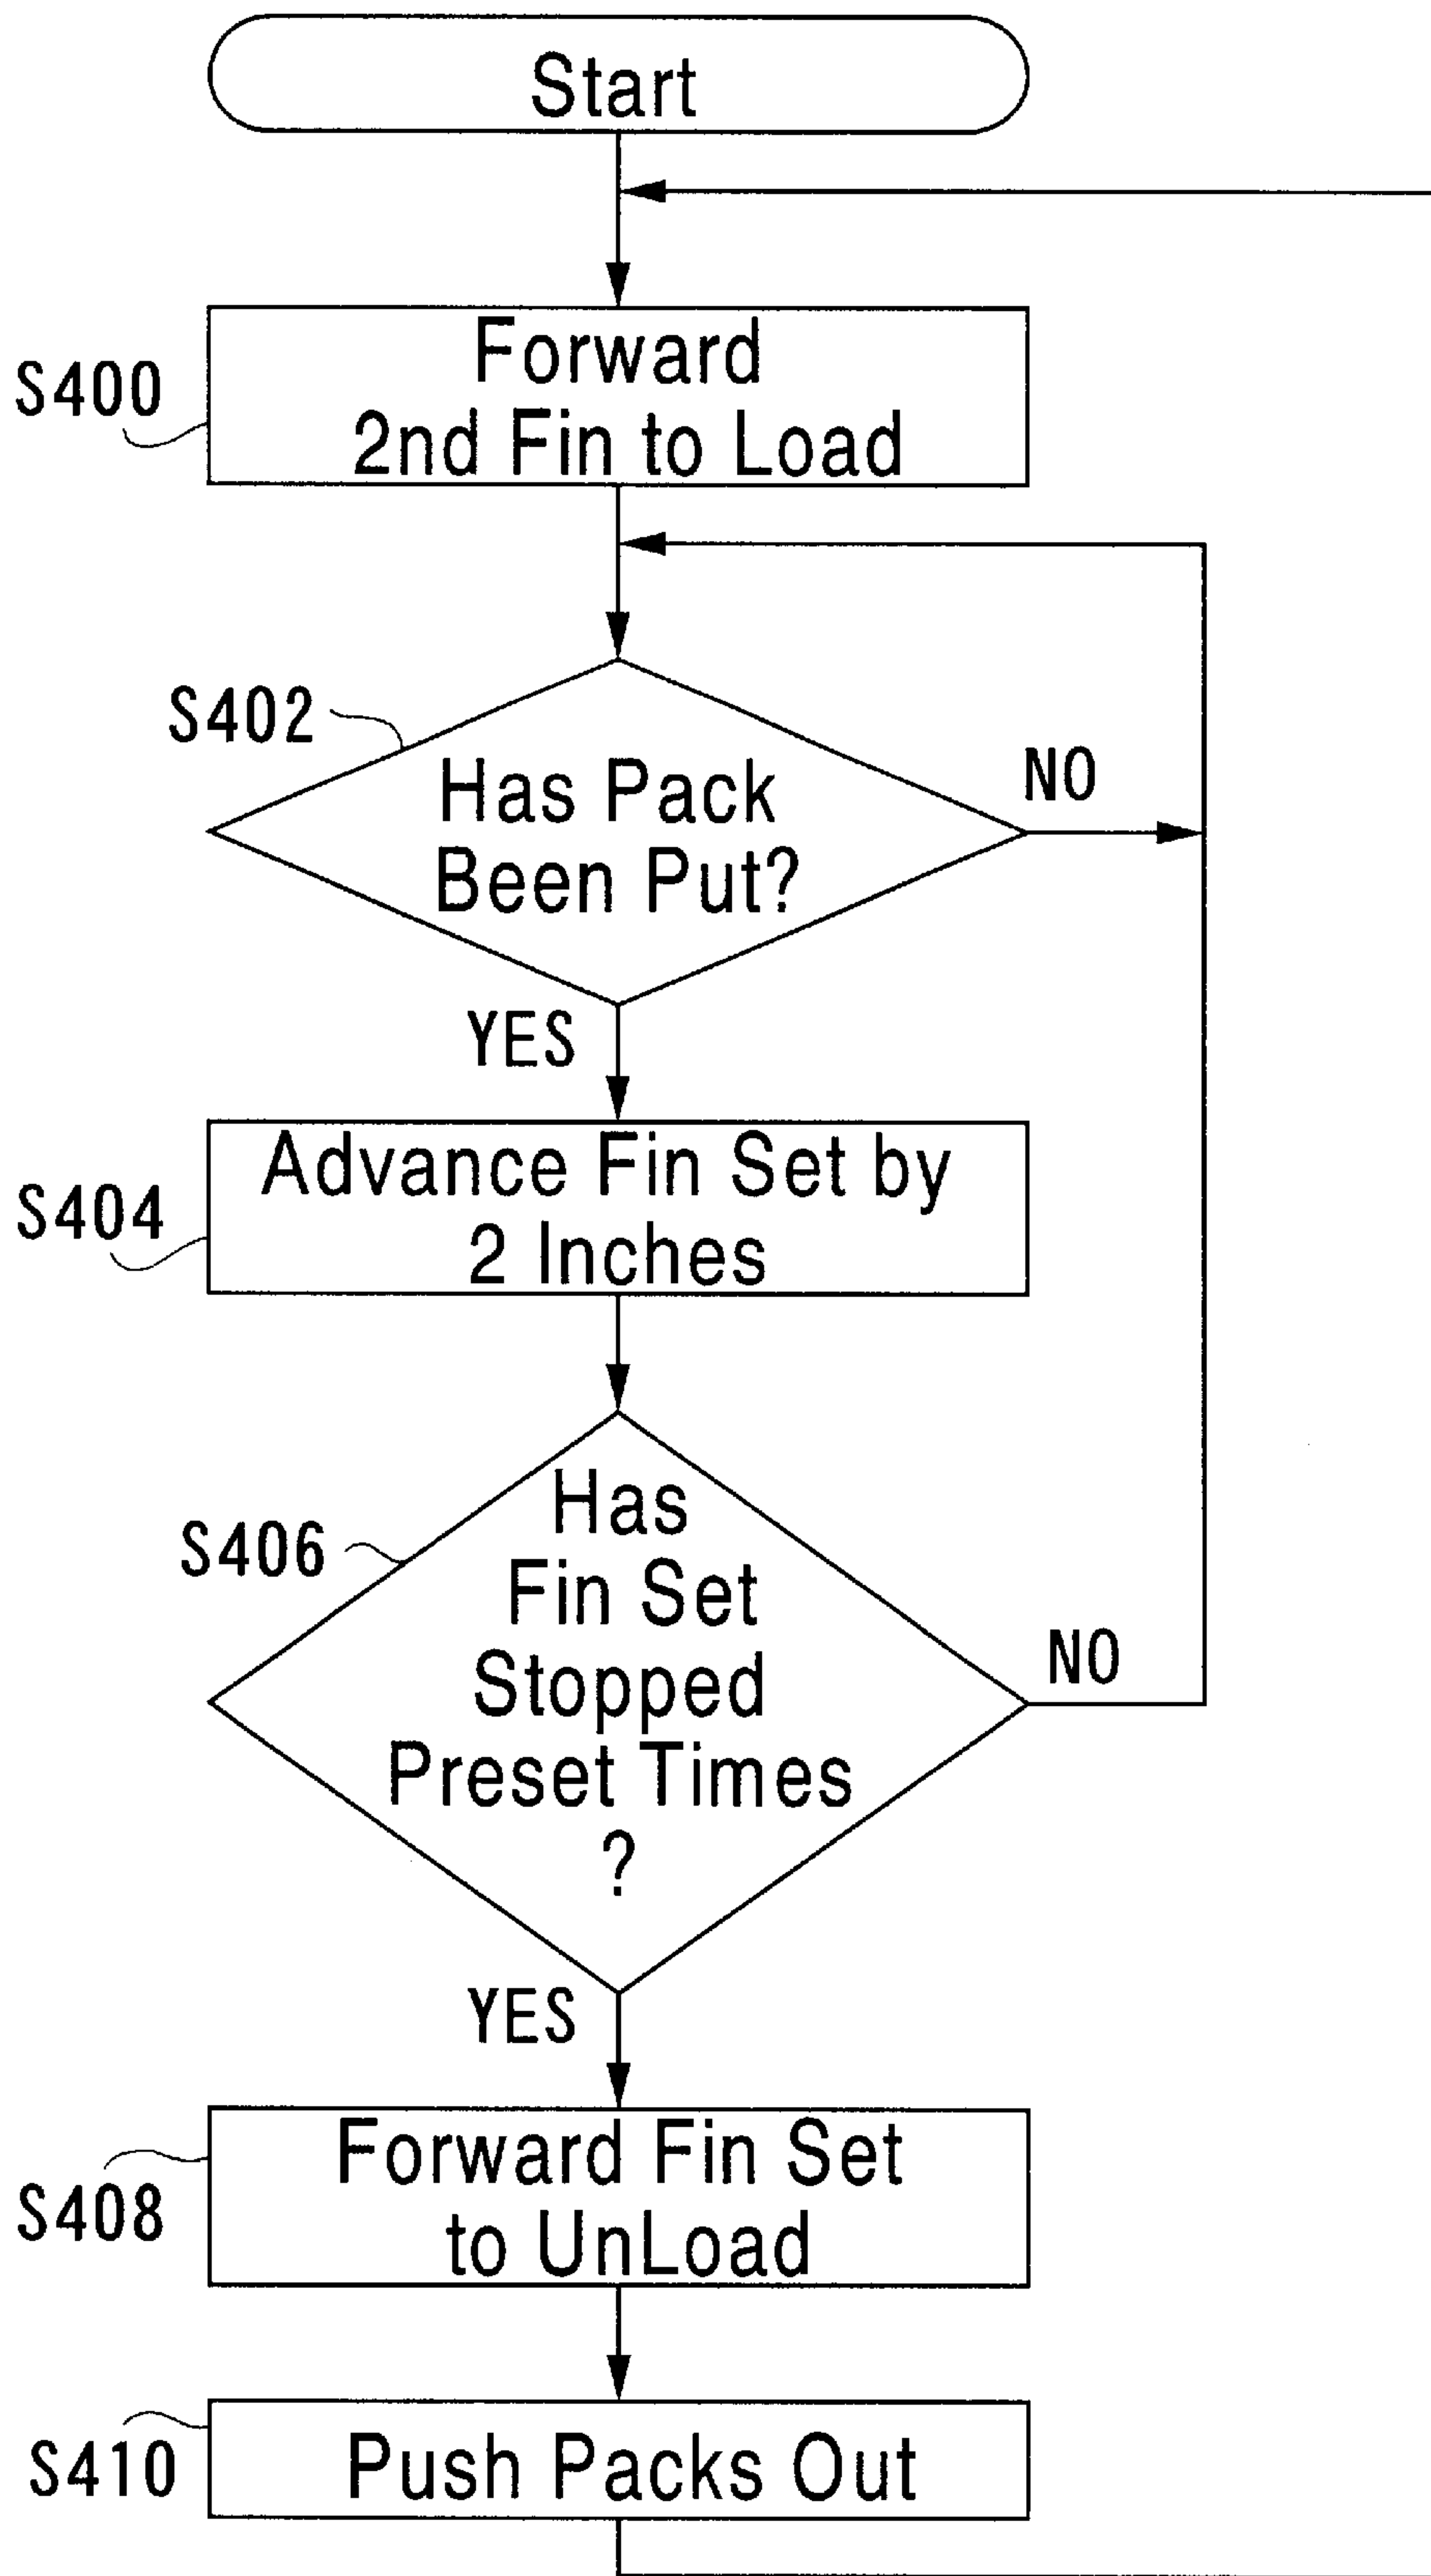 Start
Forward
2nd Fin to Load
S400
S402
Has Pack
Been Put?
NO
YES
Advance Fin Set by
2 Inches
S404
Has
Fin Set
Stopped
Preset Times
?
S406
NO
YES
Forward Fin Set
to UnLoad
S408
Push Packs Out
S410